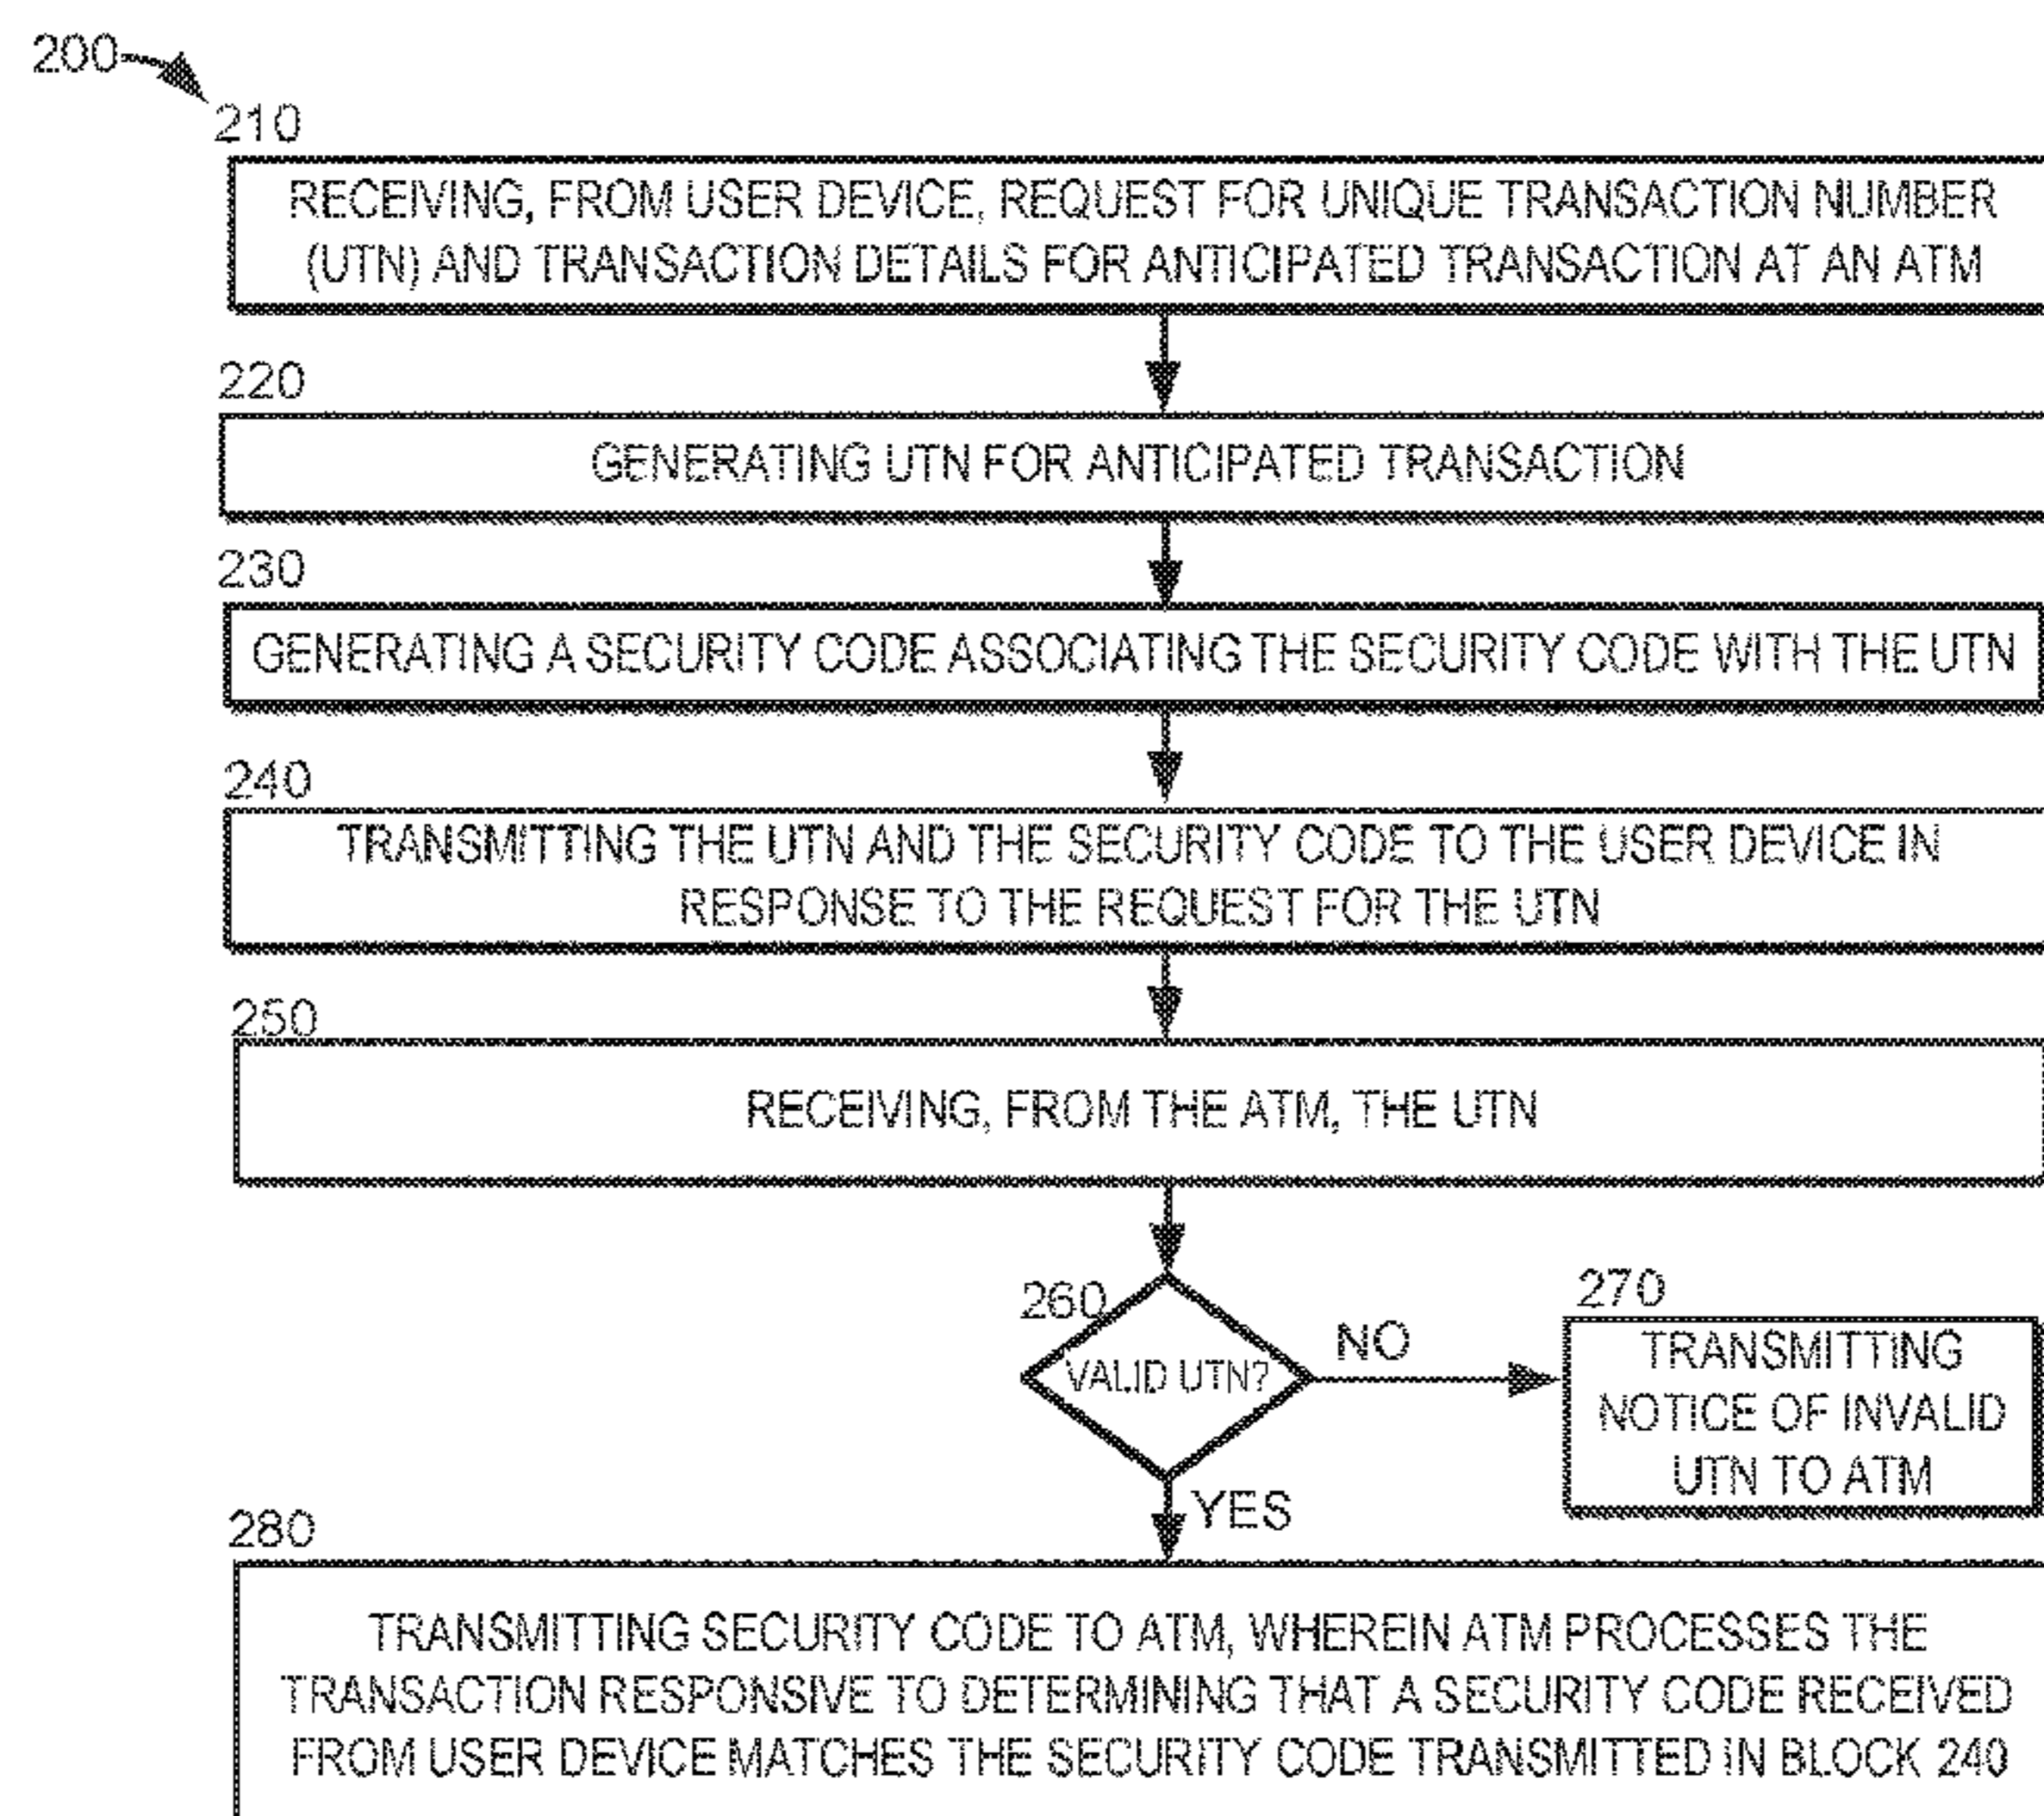 200
210
RECEIVING, FROM USER DEVICE, REQUEST FOR UNIQUE TRANSACTION NUMBER
(UTN) AND TRANSACTION DETAILS FOR ANTICIPATED TRANSACTION AT AN ATM
220
GENERATING UTN FOR ANTICIPATED TRANSACTION
230
GENERATING A SECURITY CODE ASSOCIATING THE SECURITY CODE WITH THE UTN
240
TRANSMITTING THE UTN AND THE SECURITY CODE TO THE USER DEVICE IN
RESPONSE TO THE REQUEST FOR THE UTN
250
RECEIVING, FROM THE ATM, THE UTN
260
VALID UTN?
NO
270
TRANSMITTING
NOTICE OF INVALID
UTN TO ATM
YES
280
TRANSMITTING SECURITY CODE TO ATM, WHEREIN ATM PROCESSES THE
TRANSACTION RESPONSIVE TO DETERMINING THAT A SECURITY CODE RECEIVED
FROM USER DEVICE MATCHES THE SECURITY CODE TRANSMITTED IN BLOCK 240